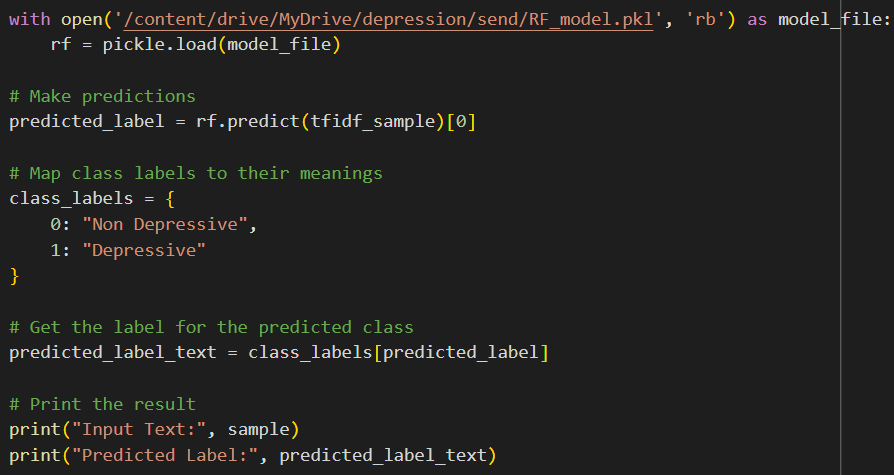 with open('/content/drive/MyDrive/depression/send/RF_model.pkl', 'rb') as model_file:
    rf = pickle.load(model_file)

# Make predictions
predicted_label = rf.predict(tfidf_sample)[0]

# Map class labels to their meanings
class_labels = {
    0: "Non Depressive",
    1: "Depressive"
}

# Get the label for the predicted class
predicted_label_text = class_labels[predicted_label]

# Print the result
print("Input Text:", sample)
print("Predicted Label:", predicted_label_text)